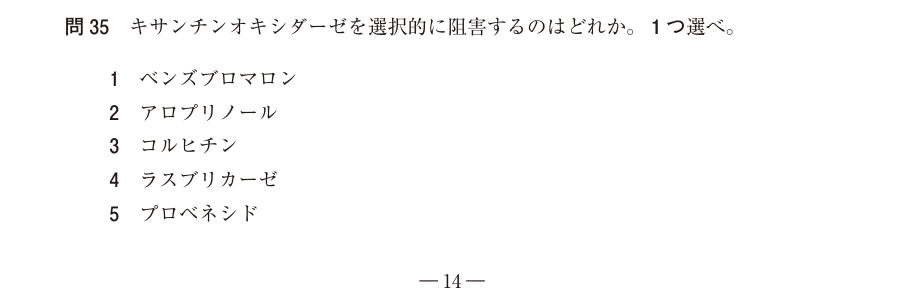 問 35　キサンチンオキシダーゼを選択的に阻害するのはどれか。1つ選べ。
1　ベンズブロマロン
2　アロプリノール
3　コルヒチン
4　ラスブリカーゼ
5　プロベネシド
― 14 ―